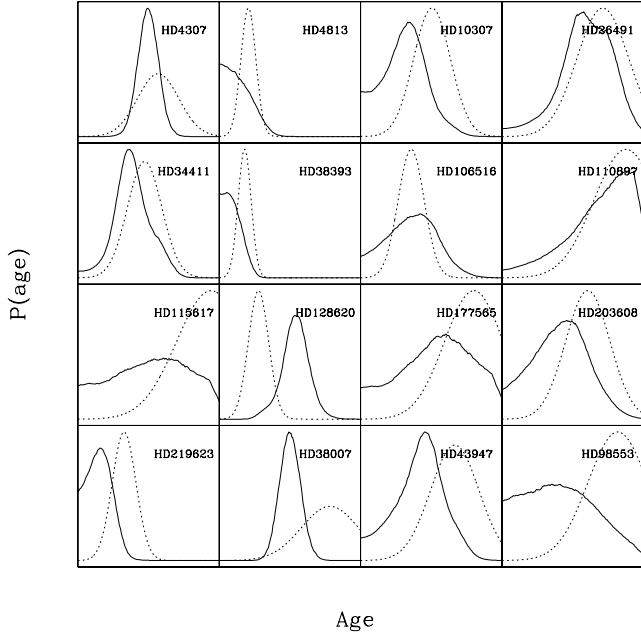 HD4307
HD4813
HD10307
HD26491
HD34411
HD38393
HD106516
HD110897
HD115617
HD128620
HD177565
HD203608
HD219623
HD38007
HD43947
HD98553
P(age)
Age